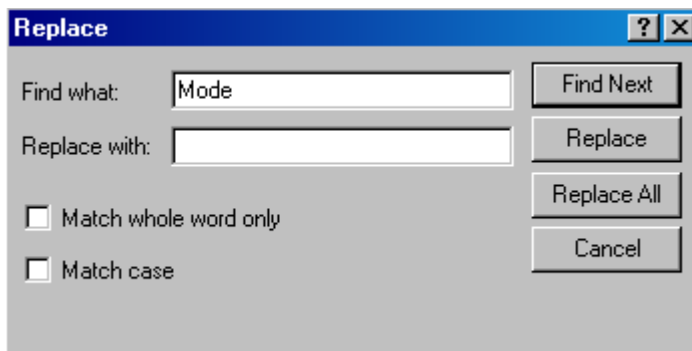 Replace
Find what: Mode Find Next
Replace with: Replace
Replace All
Match whole word only
Cancel
Match case